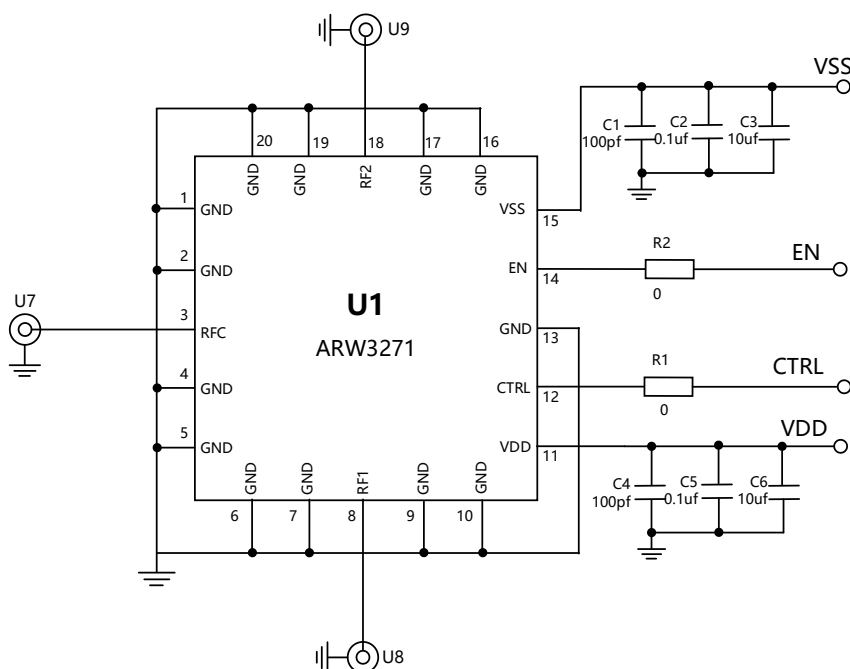 U9
VSS
C1
100pf
C2
0.1uf
C3
10uf
20
19
18
17
16
GND
GND
RF2
GND
GND
1
GND
VSS
15
2
GND
EN
14
R2
0
EN
U7
3
RFC
U1
ARW3271
GND
13
4
GND
CTRL
12
R1
0
CTRL
5
GND
VDD
11
VDD
GND
GND
RF1
GND
GND
6
7
8
9
10
C4
100pf
C5
0.1uf
C6
10uf
U8